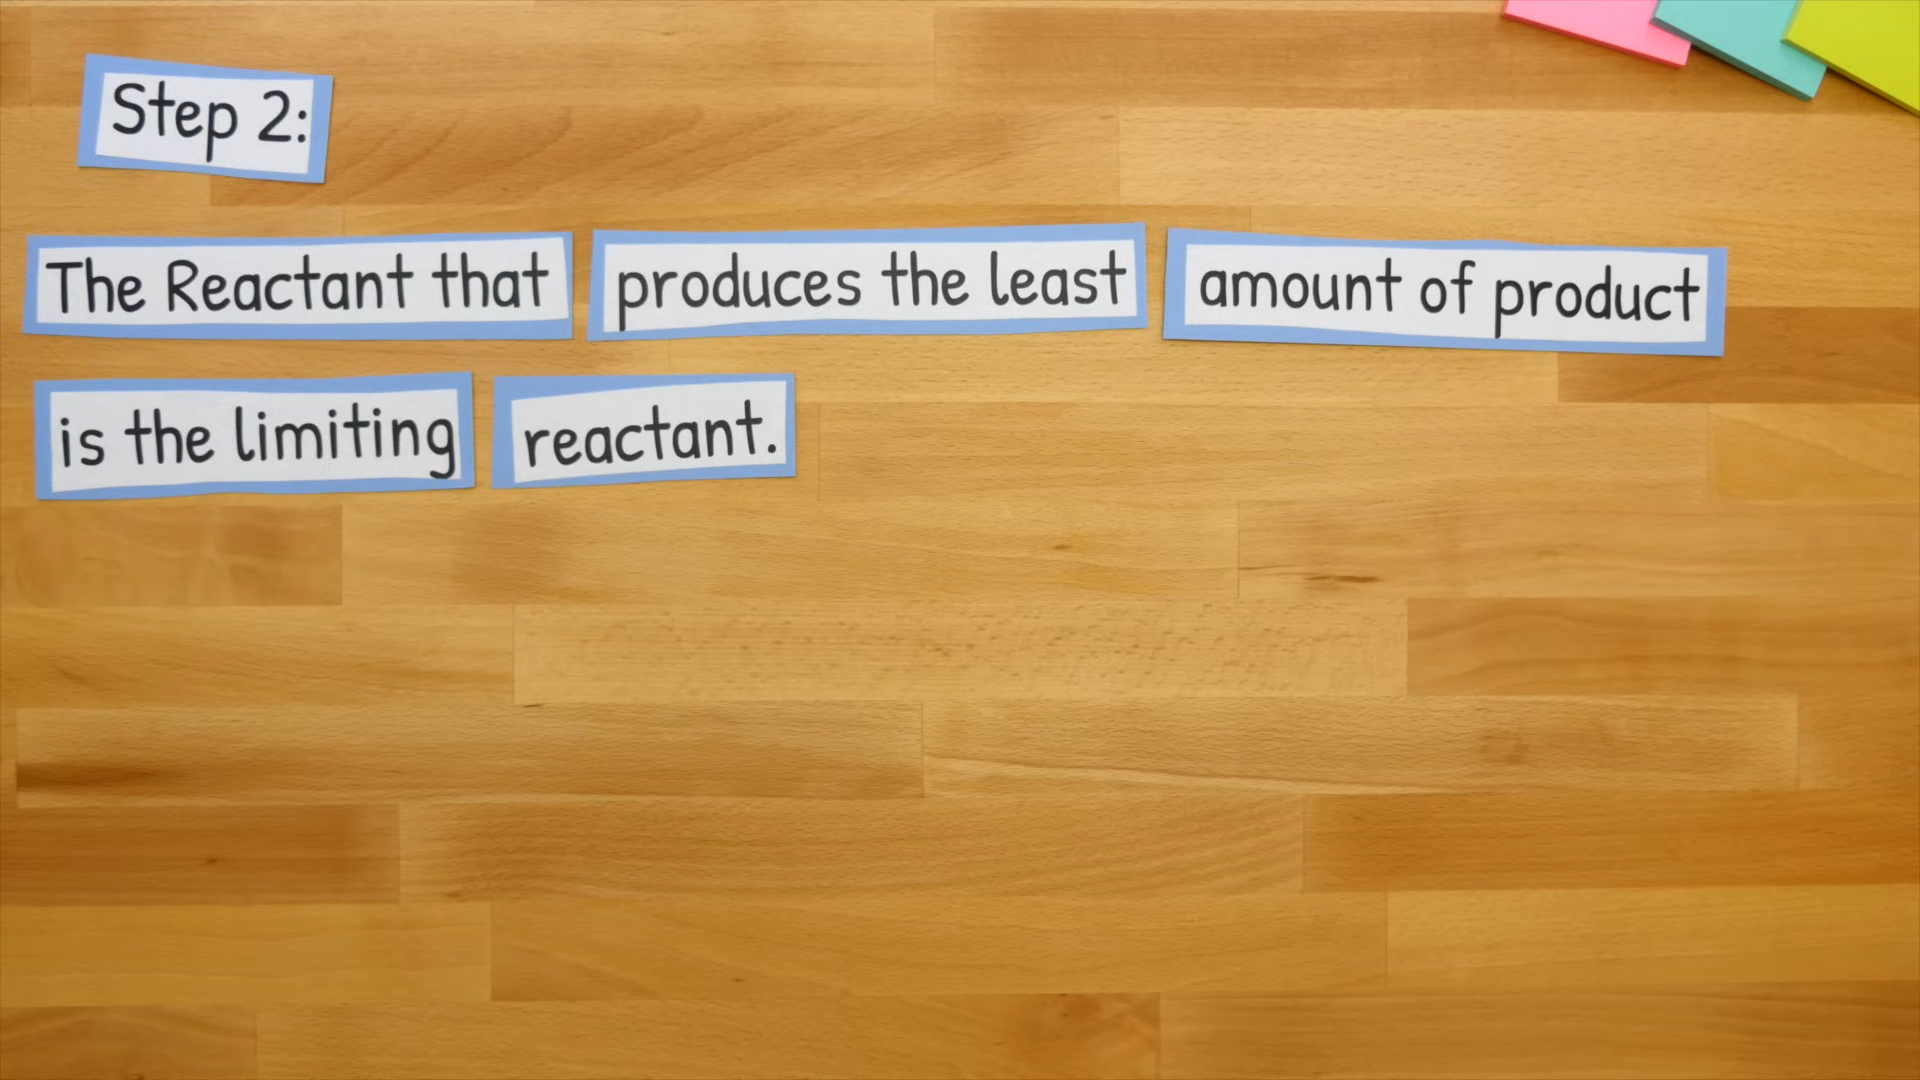 Step 2:
The Reactant that produces the least amount of product
is the limiting reactant.